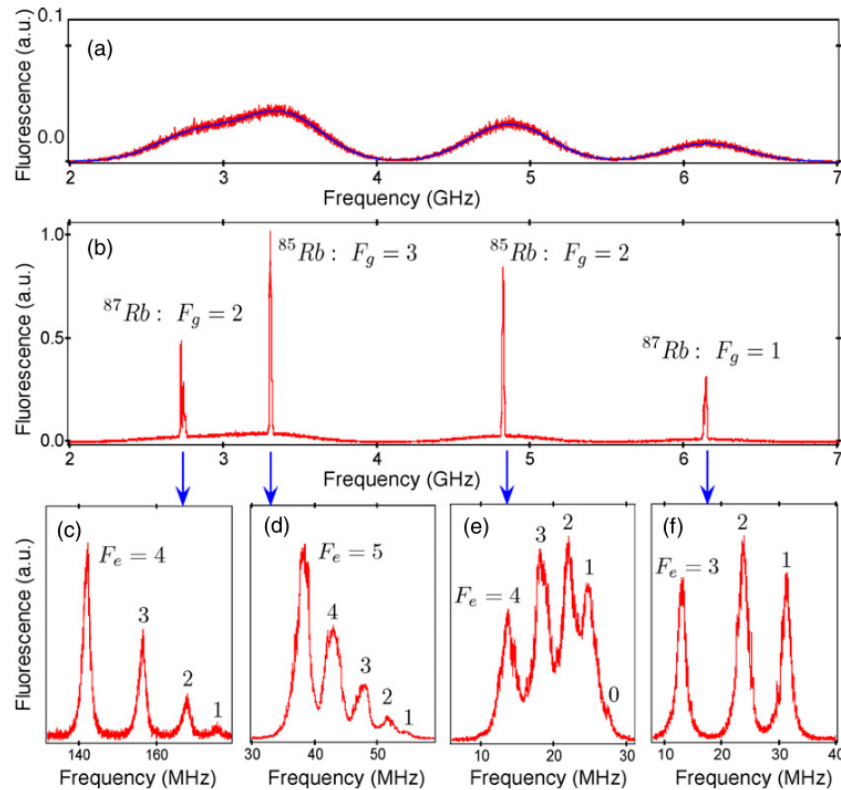 0.1
(a)
Fluorescence (a.u.)
0.0
2 3 4 5 6 7
Frequency (GHz)
1.0
(b)
⁸⁵Rb : F_g = 3
⁸⁵Rb : F_g = 2
⁸⁷Rb : F_g = 2
⁸⁷Rb : F_g = 1
Fluorescence (a.u.)
0.5
0.0
2 3 4 5 6 7
Frequency (GHz)
(c)
F_e = 4
3
2
1
Fluorescence (a.u.)
140 160
Frequency (MHz)
(d)
F_e = 5
4
3
2
1
30 40 50
Frequency (MHz)
(e)
F_e = 4
3
2
1
0
10 20 30
Frequency (MHz)
(f)
F_e = 3
2
1
10 20 30 40
Frequency (MHz)